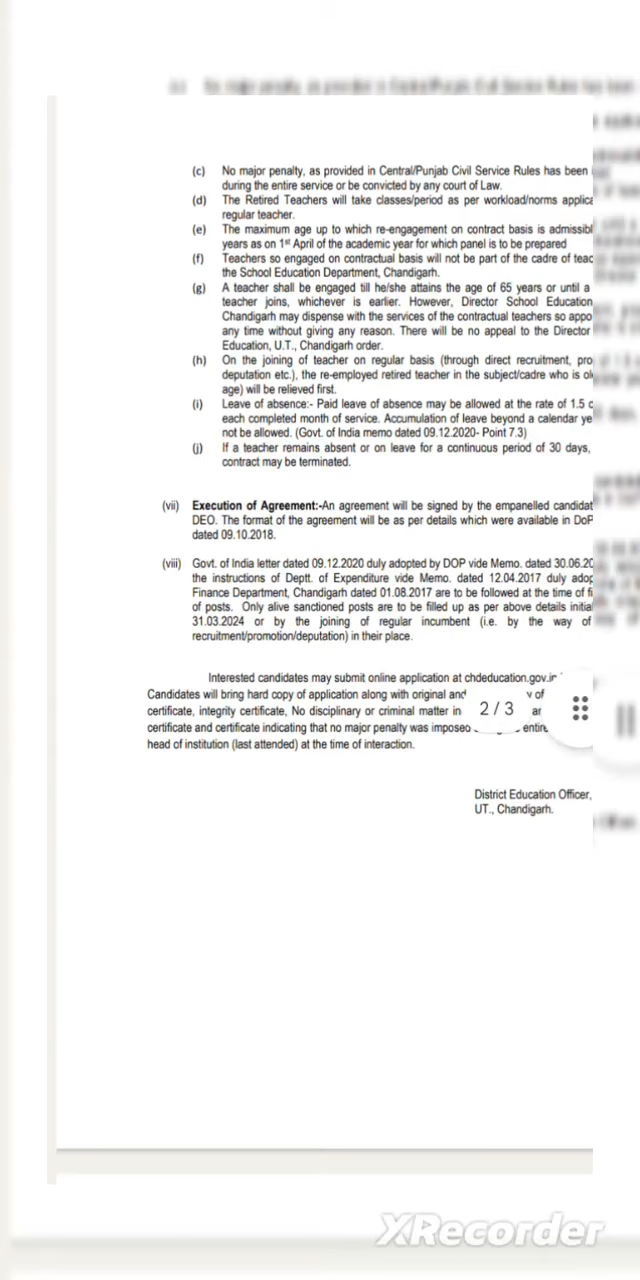 (c) No major penalty, as provided in Central/Punjab Civil Service Rules has been
during the entire service or be convicted by any court of Law.
(d) The Retired Teachers will take classes/period as per workload/norms applica
regular teacher.
(e) The maximum age up to which re-engagement on contract basis is admissibl
years as on 1st April of the academic year for which panel is to be prepared
(f) Teachers so engaged on contractual basis will not be part of the cadre of teac
the School Education Department, Chandigarh.
(g) A teacher shall be engaged till he/she attains the age of 65 years or until a
teacher joins, whichever is earlier. However, Director School Education
Chandigarh may dispense with the services of the contractual teachers so appo
any time without giving any reason. There will be no appeal to the Director
Education, U.T., Chandigarh order.
(h) On the joining of teacher on regular basis (through direct recruitment, pro
deputation etc.), the re-employed retired teacher in the subject/cadre who is ol
age) will be relieved first.
(i) Leave of absence:- Paid leave of absence may be allowed at the rate of 1.5 d
each completed month of service. Accumulation of leave beyond a calendar ye
not be allowed. (Govt. of India memo dated 09.12.2020- Point 7.3)
(j) If a teacher remains absent or on leave for a continuous period of 30 days,
contract may be terminated.
(vii) Execution of Agreement:-An agreement will be signed by the empanelled candidat
DEO. The format of the agreement will be as per details which were available in DoP
dated 09.10.2018.
(viii) Govt. of India letter dated 09.12.2020 duly adopted by DOP vide Memo. dated 30.06.20
the instructions of Deptt. of Expenditure vide Memo. dated 12.04.2017 duly adop
Finance Department, Chandigarh dated 01.08.2017 are to be followed at the time of fi
of posts. Only alive sanctioned posts are to be filled up as per above details initial
31.03.2024 or by the joining of regular incumbent (i.e. by the way of
recruitment/promotion/deputation) in their place.
Interested candidates may submit online application at chdeducation.gov.in
Candidates will bring hard copy of application along with original and of
certificate, integrity certificate, No disciplinary or criminal matter in
2 / 3
certificate and certificate indicating that no major penalty was imposed entire
head of institution (last attended) at the time of interaction.
District Education Officer,
UT., Chandigarh.
XRecorder